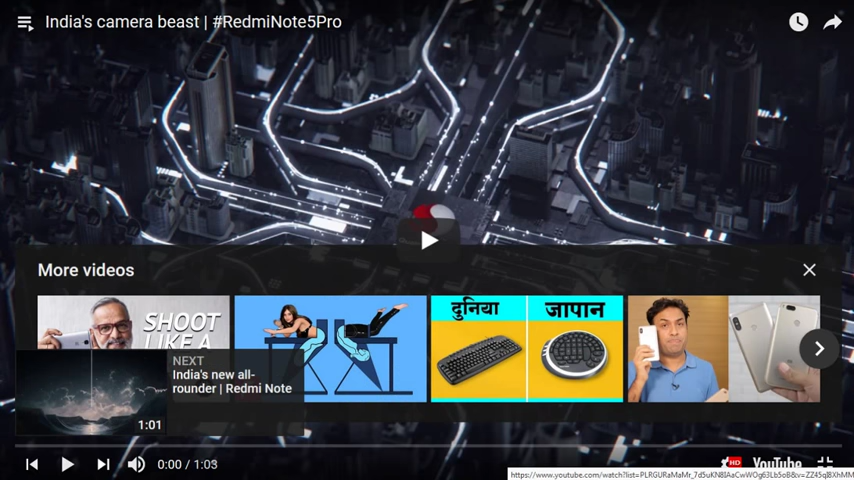 India's camera beast | #RedmiNote5Pro
More videos
SHOOT
LIKE A
दुनिया
जापान
NEXT
India's new all-
rounder | Redmi Note
1:01
0:00 / 1:03
HD
YouTube